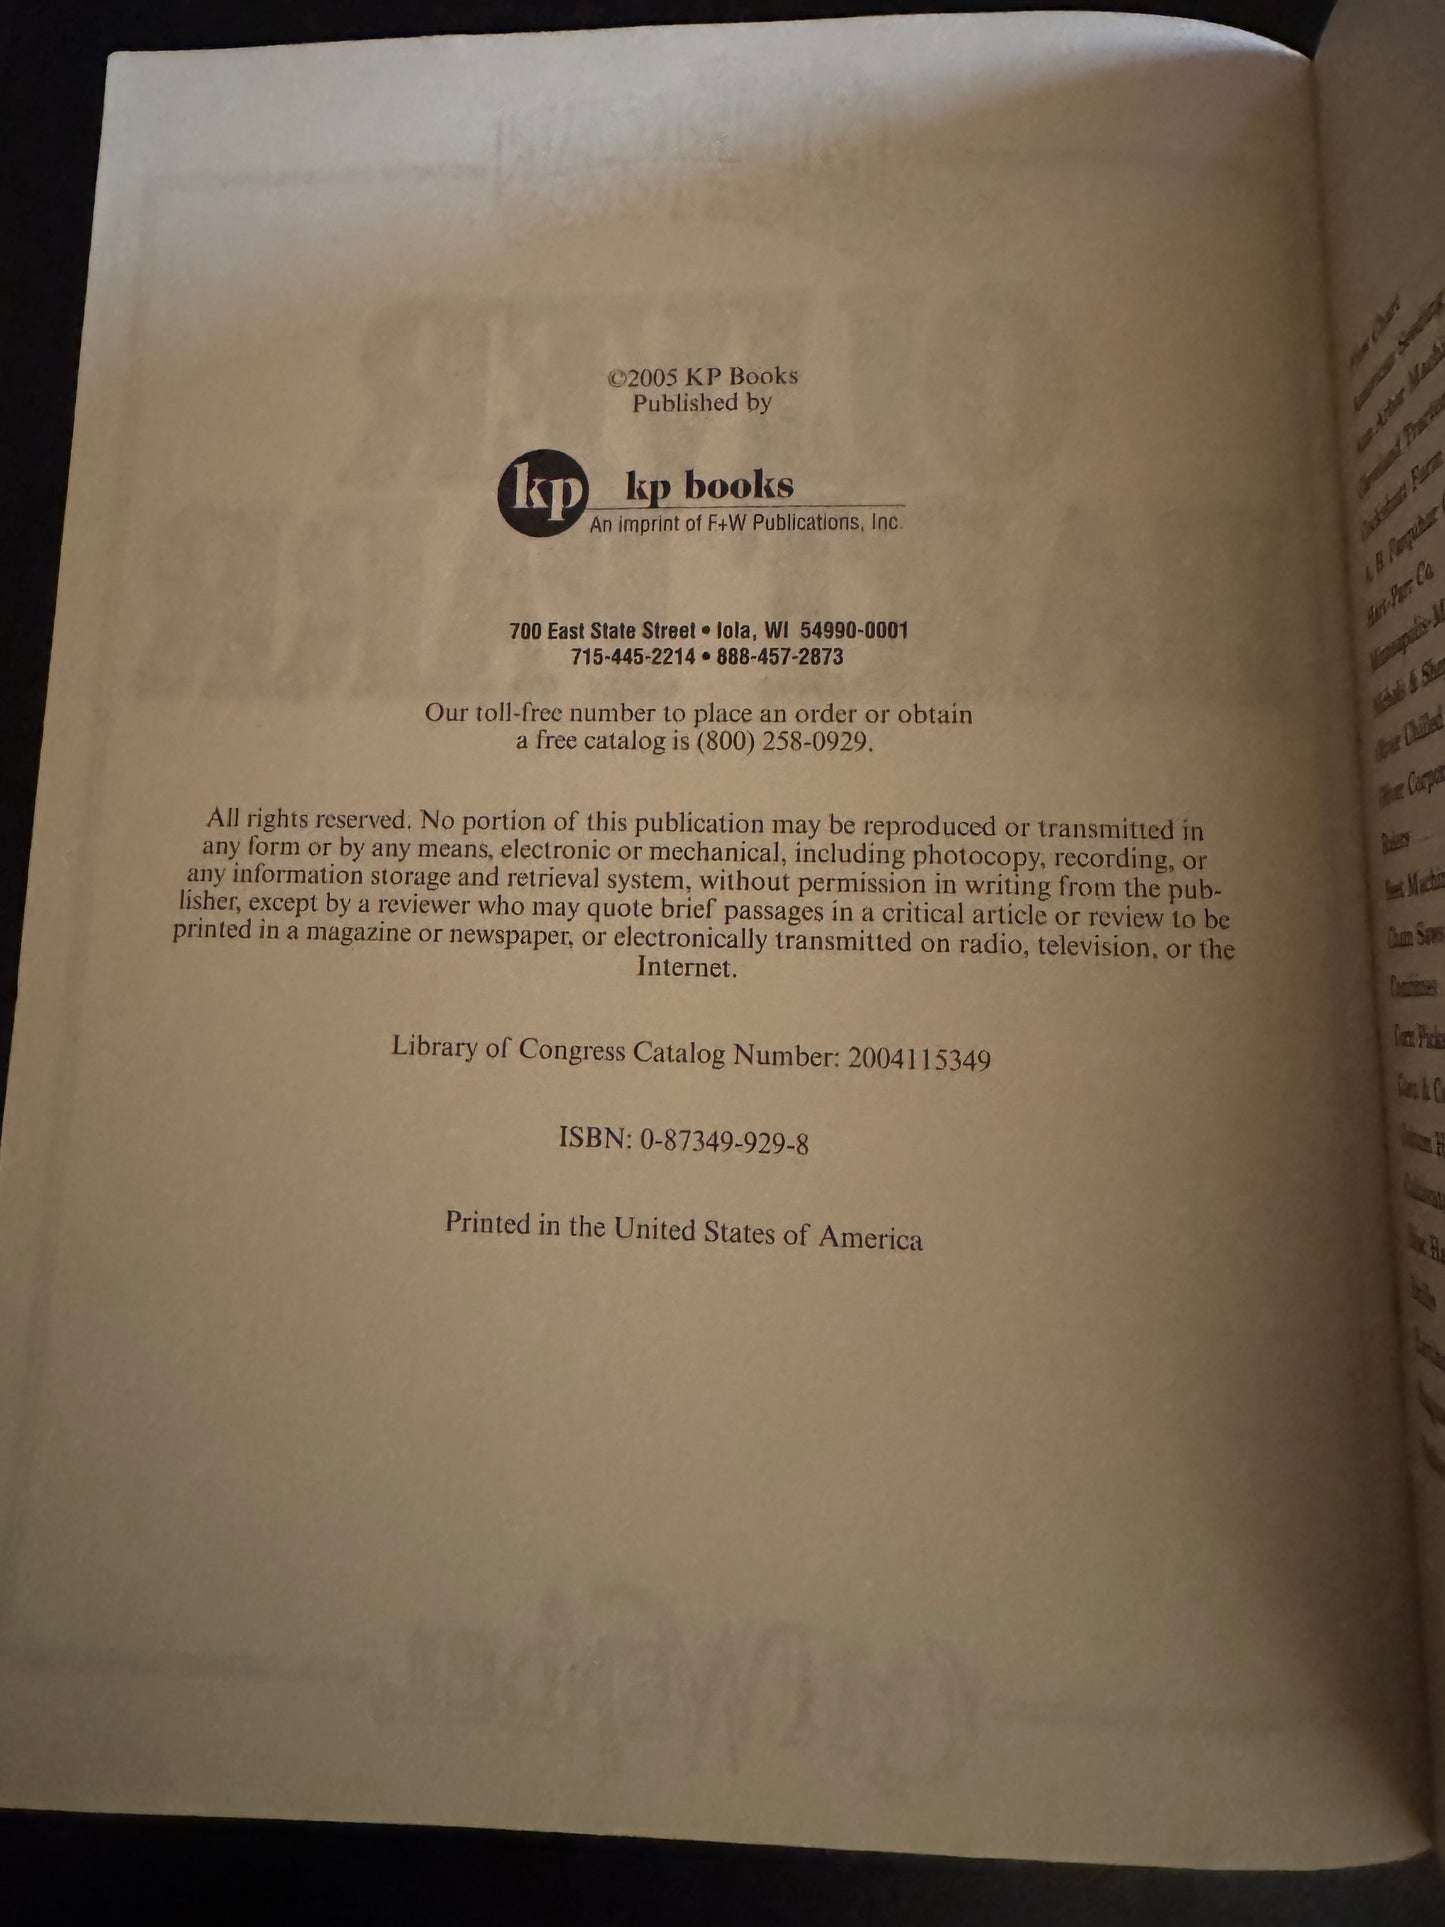 ©2005 KP Books
Published by
kp kp books
An imprint of F+W Publications, Inc.
700 East State Street • Iola, WI 54990-0001
715-445-2214 • 888-457-2873
Our toll-free number to place an order or obtain
a free catalog is (800) 258-0929.
All rights reserved. No portion of this publication may be reproduced or transmitted in
any form or by any means, electronic or mechanical, including photocopy, recording, or
any information storage and retrieval system, without permission in writing from the pub-
lisher, except by a reviewer who may quote brief passages in a critical article or review to be
printed in a magazine or newspaper, or electronically transmitted on radio, television, or the
Internet.
Library of Congress Catalog Number: 2004115349
ISBN: 0-87349-929-8
Printed in the United States of America
A. B. Farquhar
Hart-Parr Co.
Nichols &
Combines